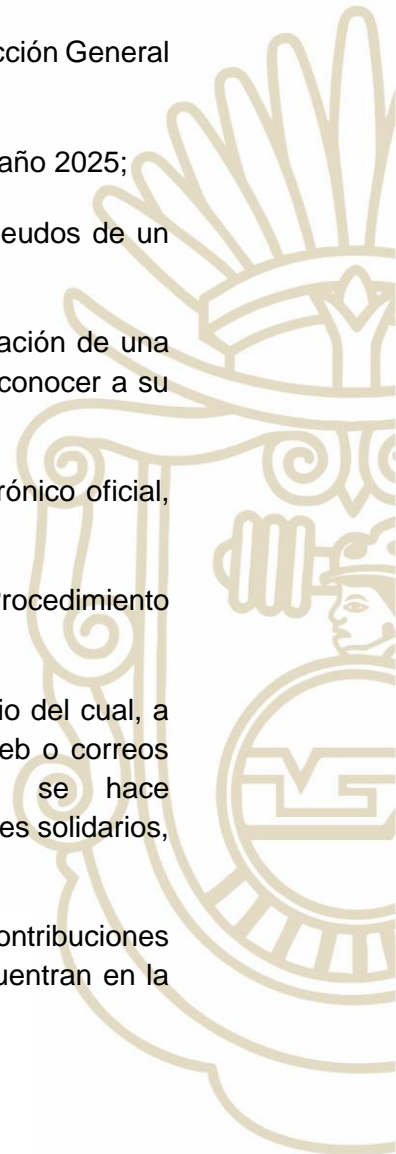 cción General
año 2025;
eudos de un
ación de una
conocer a su
rónico oficial,
Procedimiento
io del cual, a
eb o correos
se hace
es solidarios,
ontribuciones
uentran en la